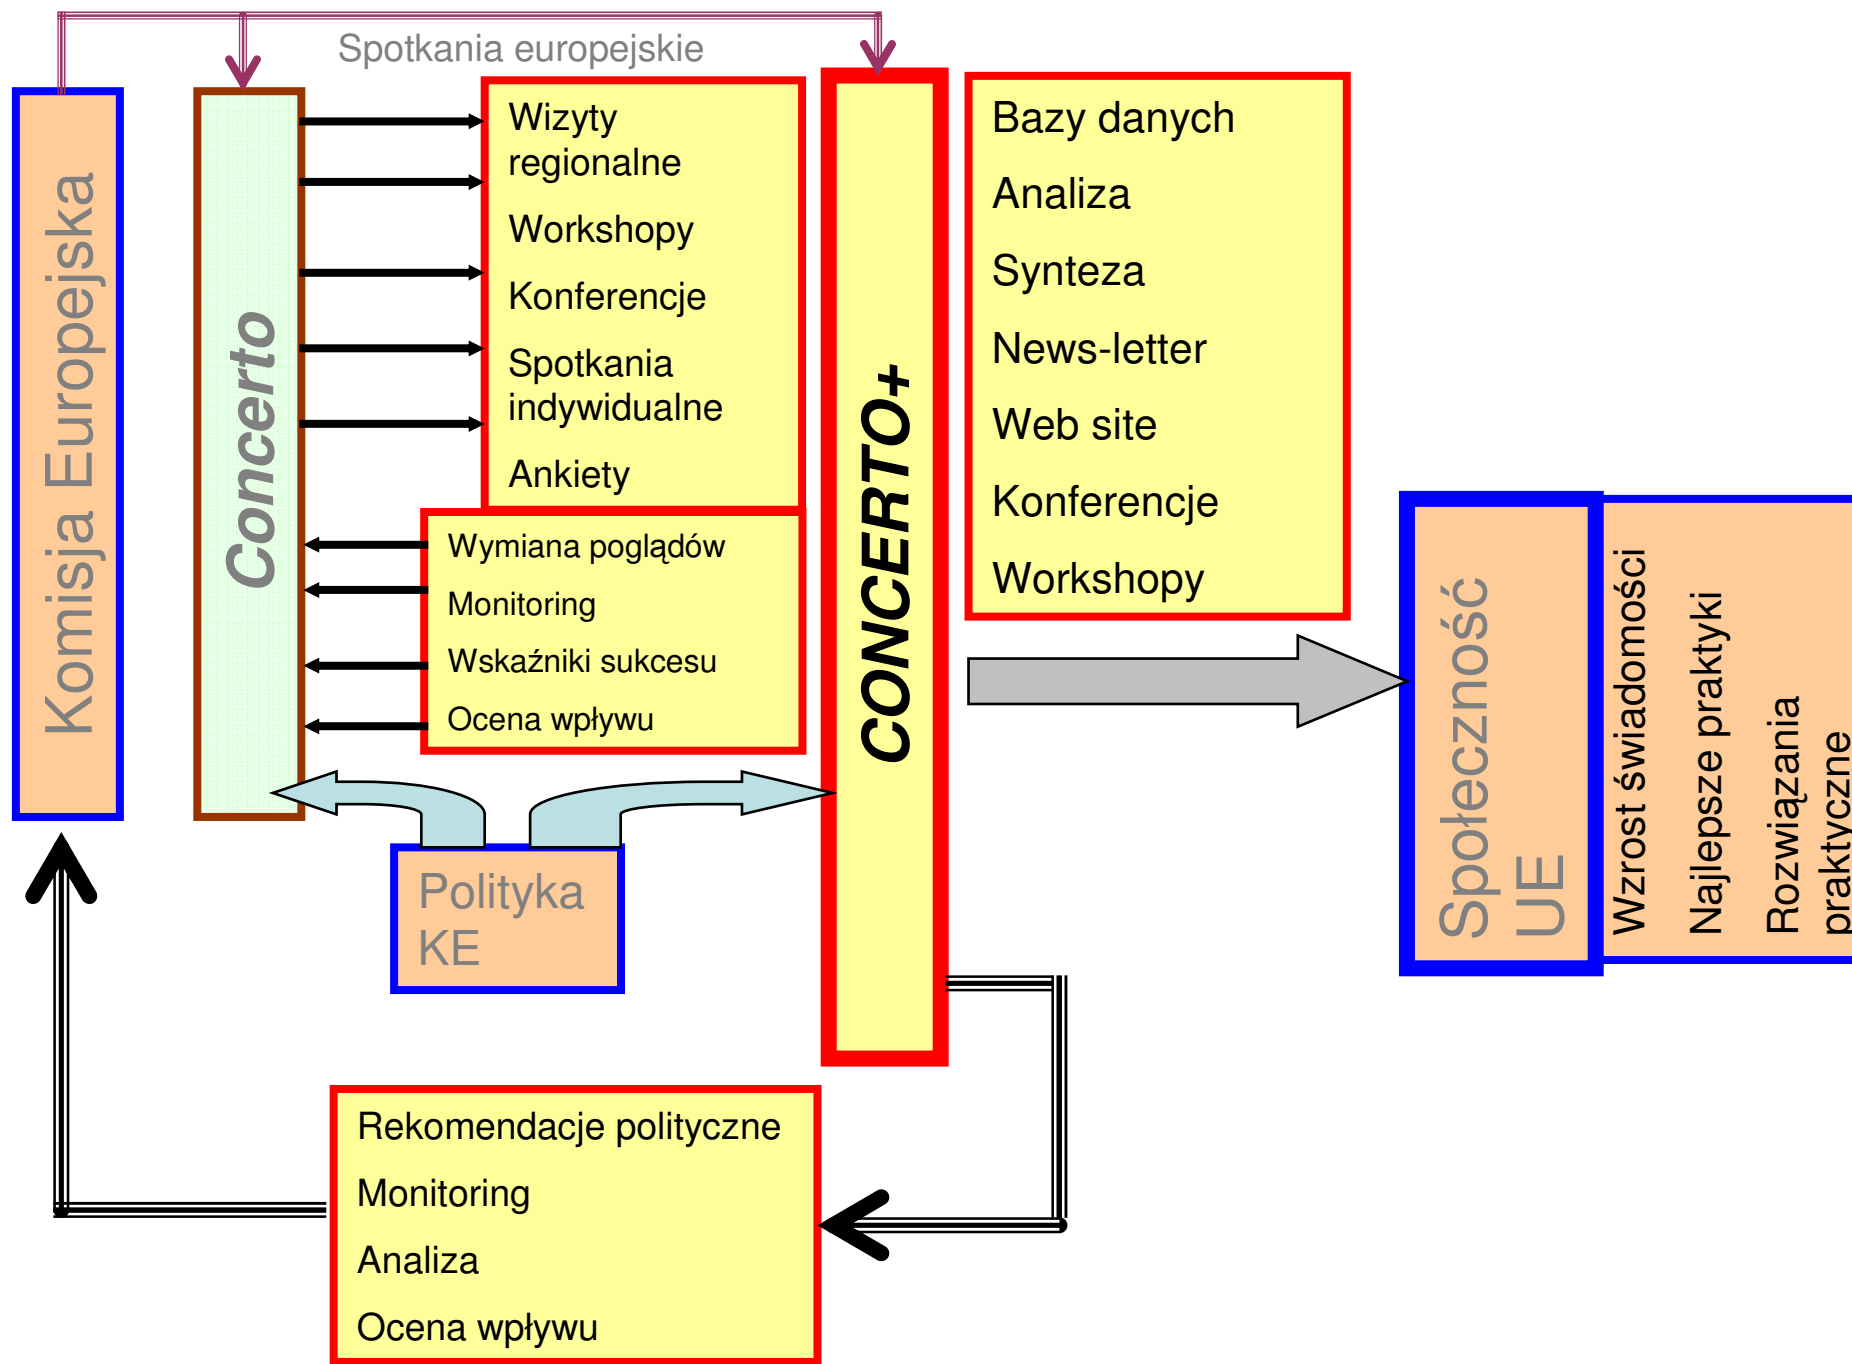 Spotkania europejskie
Komisja Europejska
Concerto
Wizyty
regionalne
Workshopy
Konferencje
Spotkania
indywidualne
Ankiety
Wymiana poglądów
Monitoring
Wskaźniki sukcesu
Ocena wpływu
Polityka
KE
CONCERTO+
Bazy danych
Analiza
Synteza
News-letter
Web site
Konferencje
Workshopy
Społeczność
UE
Wzrost świadomości
Najlepsze praktyki
Rozwiązania
praktyczne
Rekomendacje polityczne
Monitoring
Analiza
Ocena wpływu